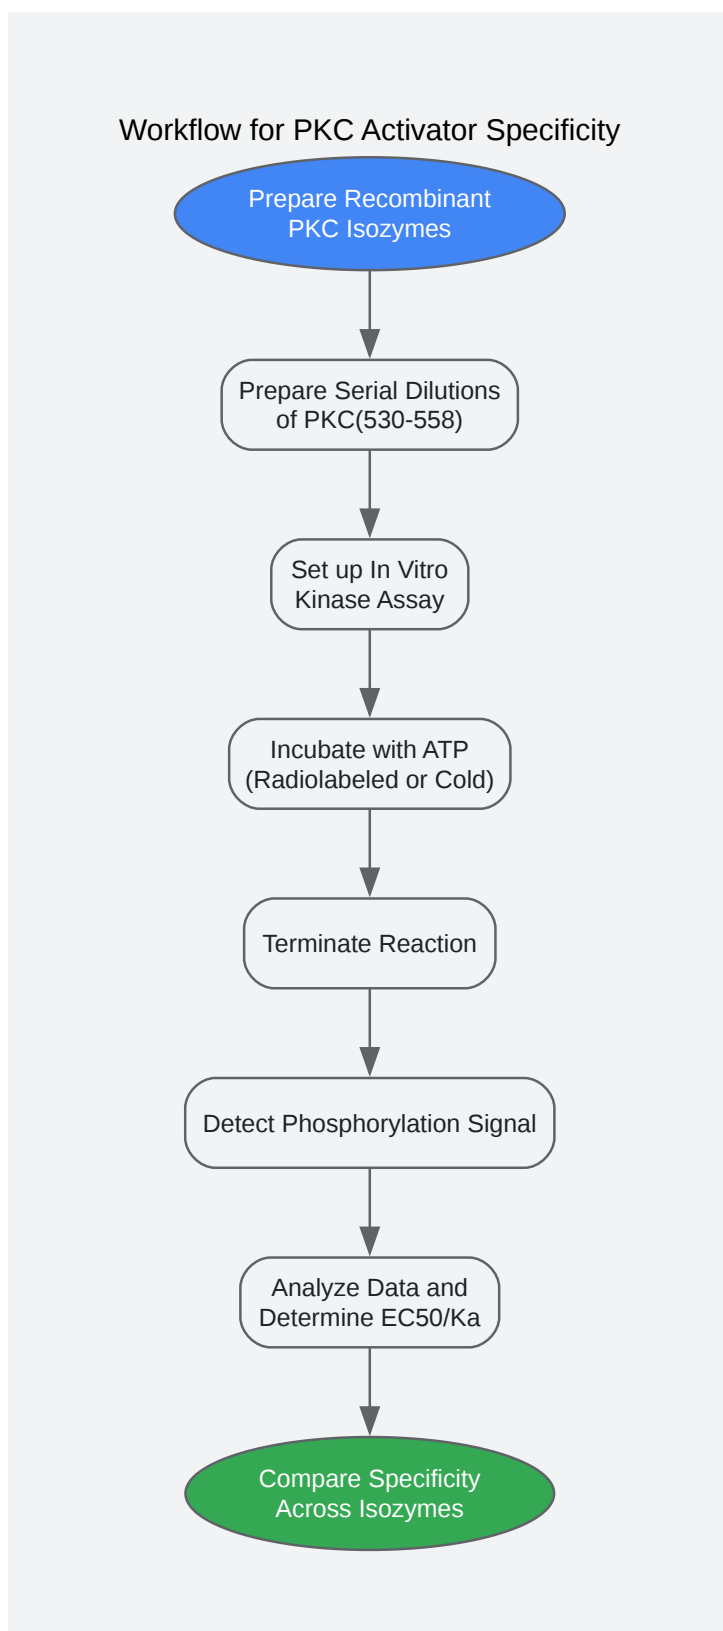 Workflow for PKC Activator Specificity
Prepare Recombinant
PKC Isozymes
Prepare Serial Dilutions
of PKC(530-558)
Set up In Vitro
Kinase Assay
Incubate with ATP
(Radiolabeled or Cold)
Terminate Reaction
Detect Phosphorylation Signal
Analyze Data and
Determine EC50/Ka
Compare Specificity
Across Isozymes